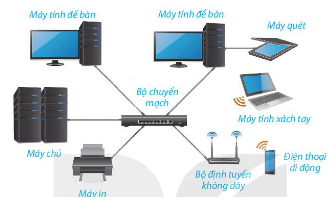 Máy tính để bàn
Máy tính để bàn
Máy quét
Bộ chuyển
mạch
Máy tính xách tay
Máy chủ
Máy in
Bộ định tuyến
không dây
Điện thoại
di động